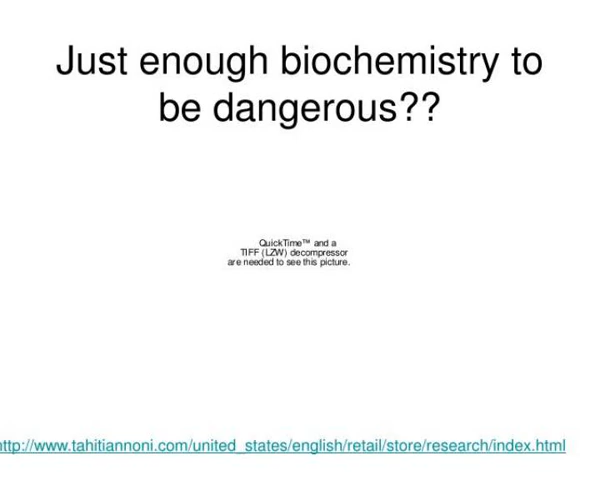 Just enough biochemistry to
be dangerous??
QuickTime™ and a
TIFF (LZW) decompressor
are needed to see this picture.
http://www.tahitiannoni.com/united_states/english/retail/store/research/index.html